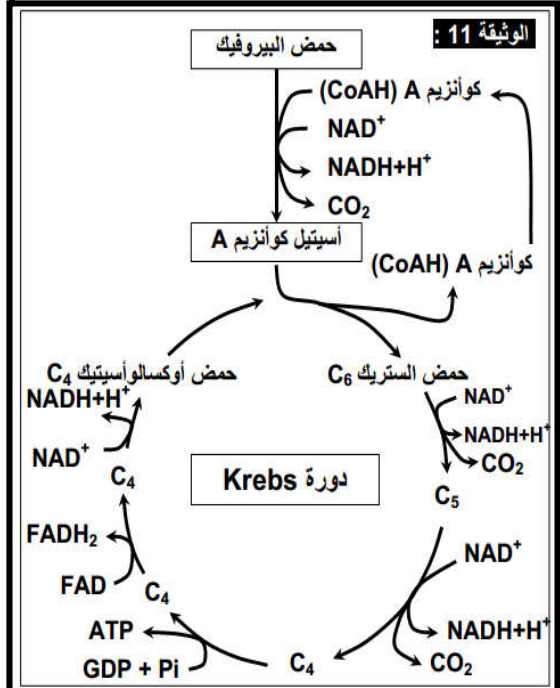 الوثيقة 11 :
حمض البيروفيك
كوأنزيم A (CoAH)
NAD⁺
NADH+H⁺
CO₂
أسيتيل كوأنزيم A
كوأنزيم A (CoAH)
حمض أوكسالوأسيتيك C₄
حمض الستريك C₆
NADH+H⁺
NAD⁺
NAD⁺
NADH+H⁺
CO₂
C₄
دورة Krebs
C₅
FADH₂
NAD⁺
FAD
C₄
ATP
NADH+H⁺
GDP + Pi
C₄
CO₂